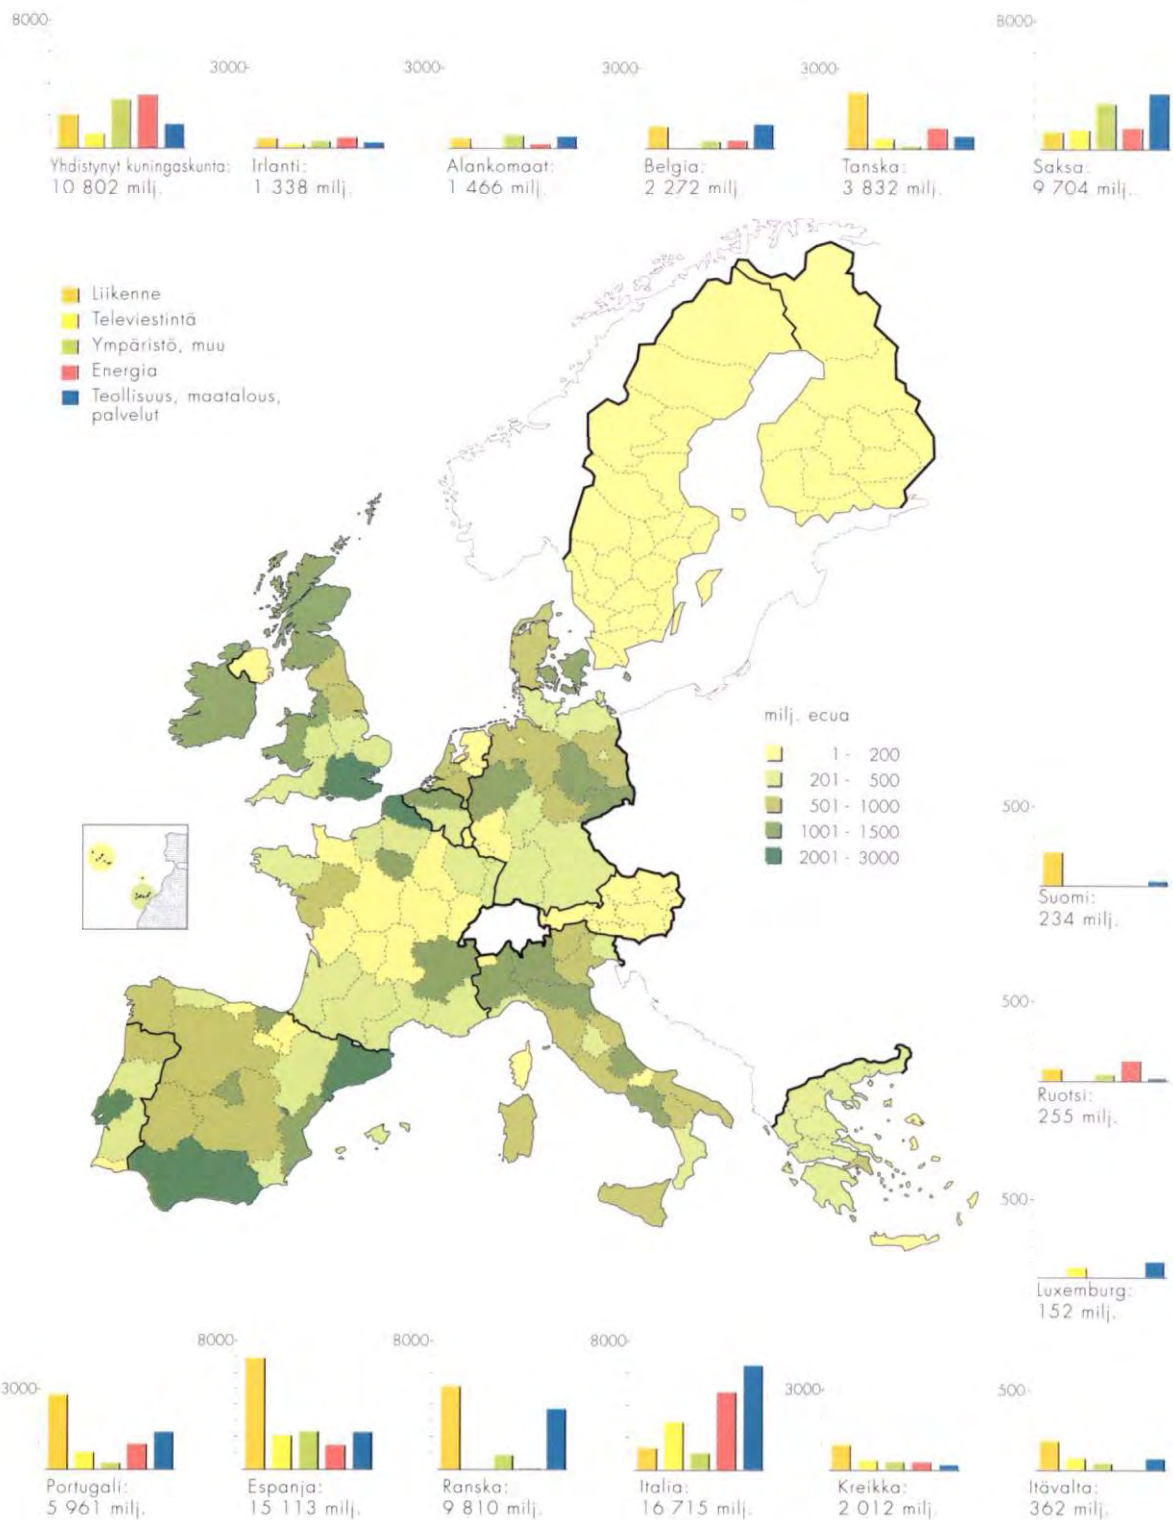 8000
3000
3000
3000
3000
8000
Yhdistynyt kuningaskunta:
10 802 milj.
Irlanti:
1 338 milj.
Alankomaat:
1 466 milj.
Belgia:
2 272 milj.
Tanska:
3 832 milj.
Saksa:
9 704 milj.
Liikenne
Televiestintä
Ympäristö, muu
Energia
Teollisuus, maatalous,
palvelut
milj. ecua
1 - 200
201 - 500
501 - 1000
1001 - 1500
2001 - 3000
500
Suomi:
234 milj.
500
Ruotsi:
255 milj.
500
Luxemburg:
152 milj.
3000
Portugali:
5 961 milj.
8000
Espanja:
15 113 milj.
8000
Ranska:
9 810 milj.
8000
Italia:
16 715 milj.
3000
Kreikka:
2 012 milj.
500
Itävalta:
362 milj.